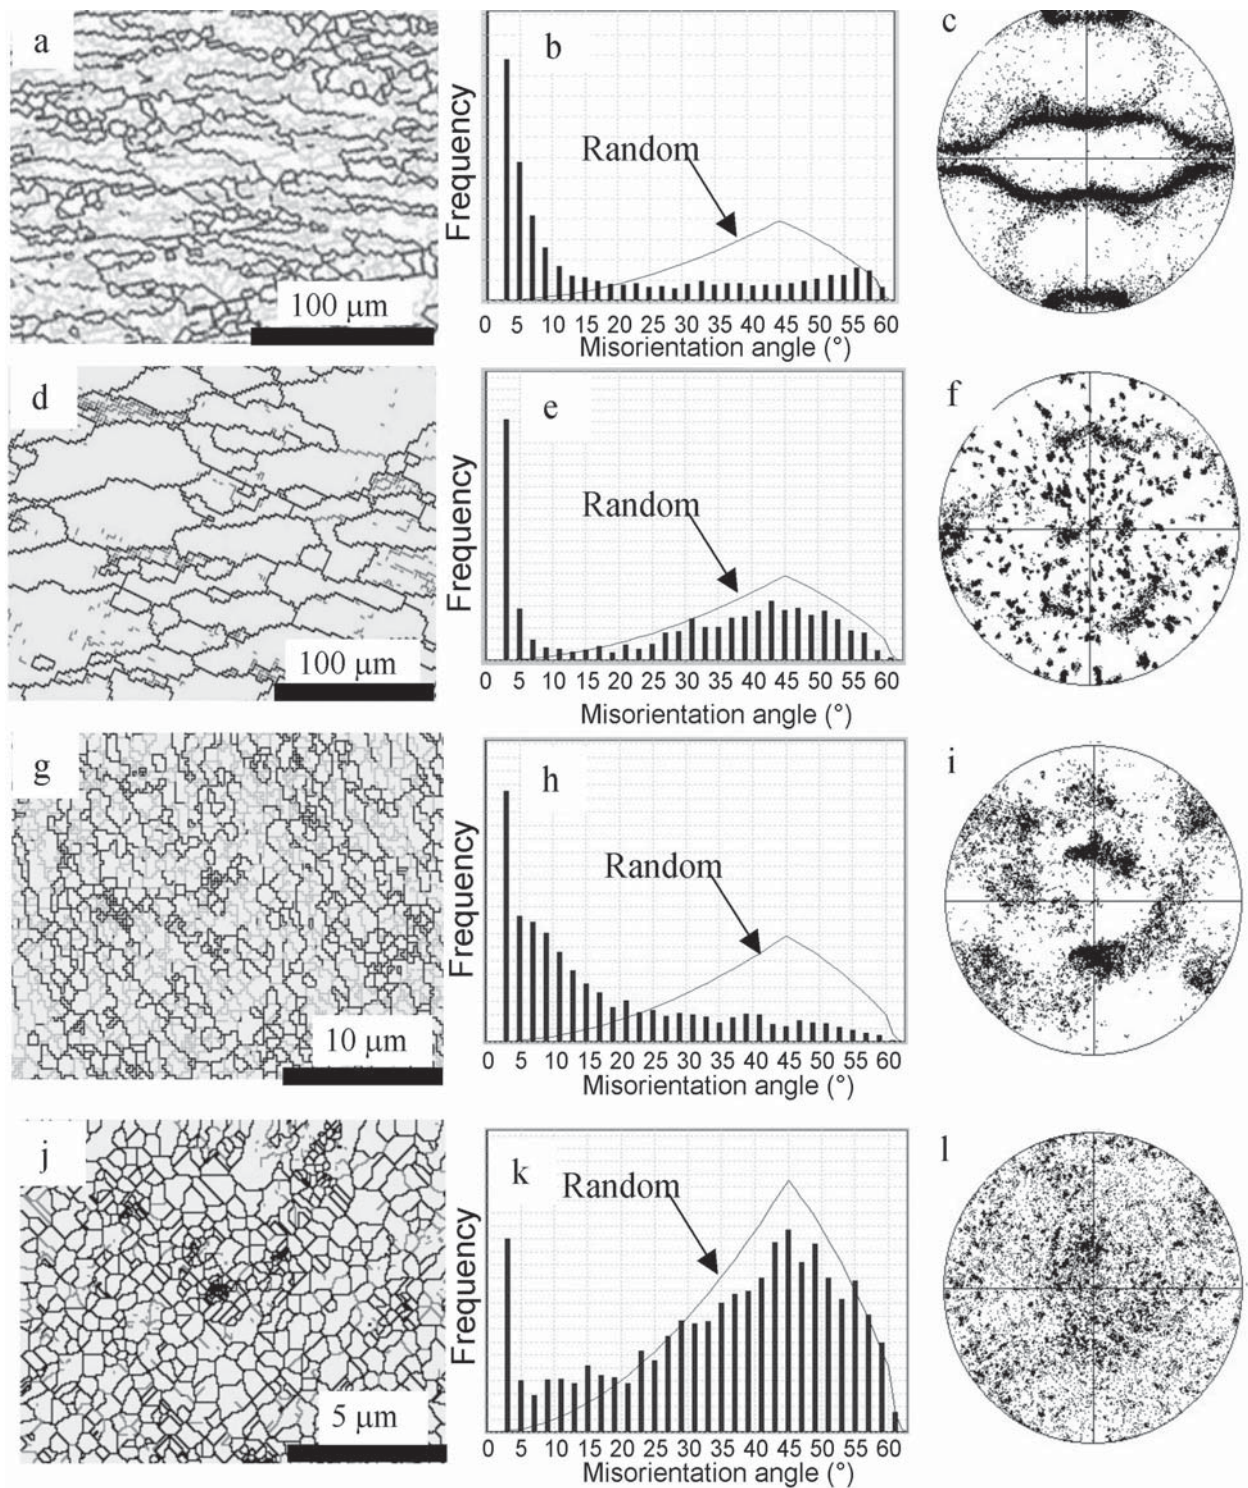 a
100 μm
b
Random
Frequency
0 5 10 15 20 25 30 35 40 45 50 55 60
Misorientation angle (°)
c
d
100 μm
e
Random
Frequency
0 5 10 15 20 25 30 35 40 45 50 55 60
Misorientation angle (°)
f
g
10 μm
h
Random
Frequency
0 5 10 15 20 25 30 35 40 45 50 55 60
Misorientation angle (°)
i
j
5 μm
k
Random
Frequency
0 5 10 15 20 25 30 35 40 45 50 55 60
Misorientation angle (°)
l